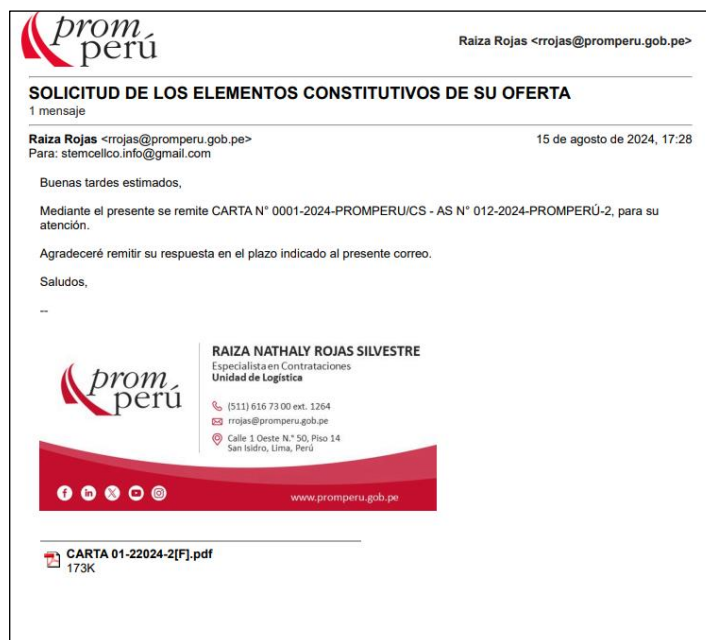 prom
perú
Raiza Rojas <rrojas@promperu.gob.pe>
SOLICITUD DE LOS ELEMENTOS CONSTITUTIVOS DE SU OFERTA
1 mensaje
Raiza Rojas <rrojas@promperu.gob.pe>
15 de agosto de 2024, 17:28
Para: stemcellco.info@gmail.com
Buenas tardes estimados,
Mediante el presente se remite CARTA N° 0001-2024-PROMPERU/CS - AS N° 012-2024-PROMPERÚ-2, para su
atención.
Agradeceré remitir su respuesta en el plazo indicado al presente correo.
Saludos,
--
prom
perú
RAIZA NATHALY ROJAS SILVESTRE
Especialista en Contrataciones
Unidad de Logística
(511) 616 73 00 ext. 1264
rrojas@promperu.gob.pe
Calle 1 Oeste N.° 50, Piso 14
San Isidro, Lima, Perú
www.promperu.gob.pe
CARTA 01-22024-2[F].pdf
173K